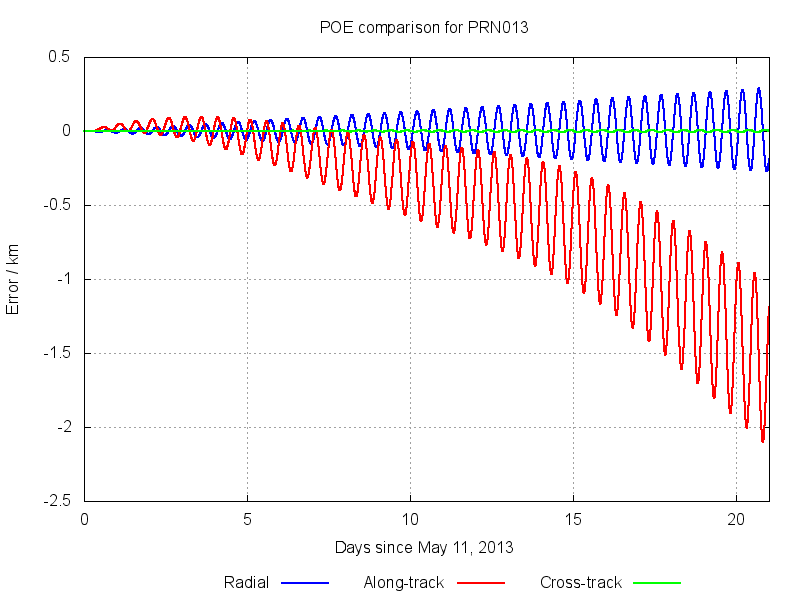 POE comparison for PRN013
0.5
0
-0.5
-1
-1.5
-2
-2.5
Error / km
0 5 10 15 20
Days since May 11, 2013
Radial Along-track Cross-track